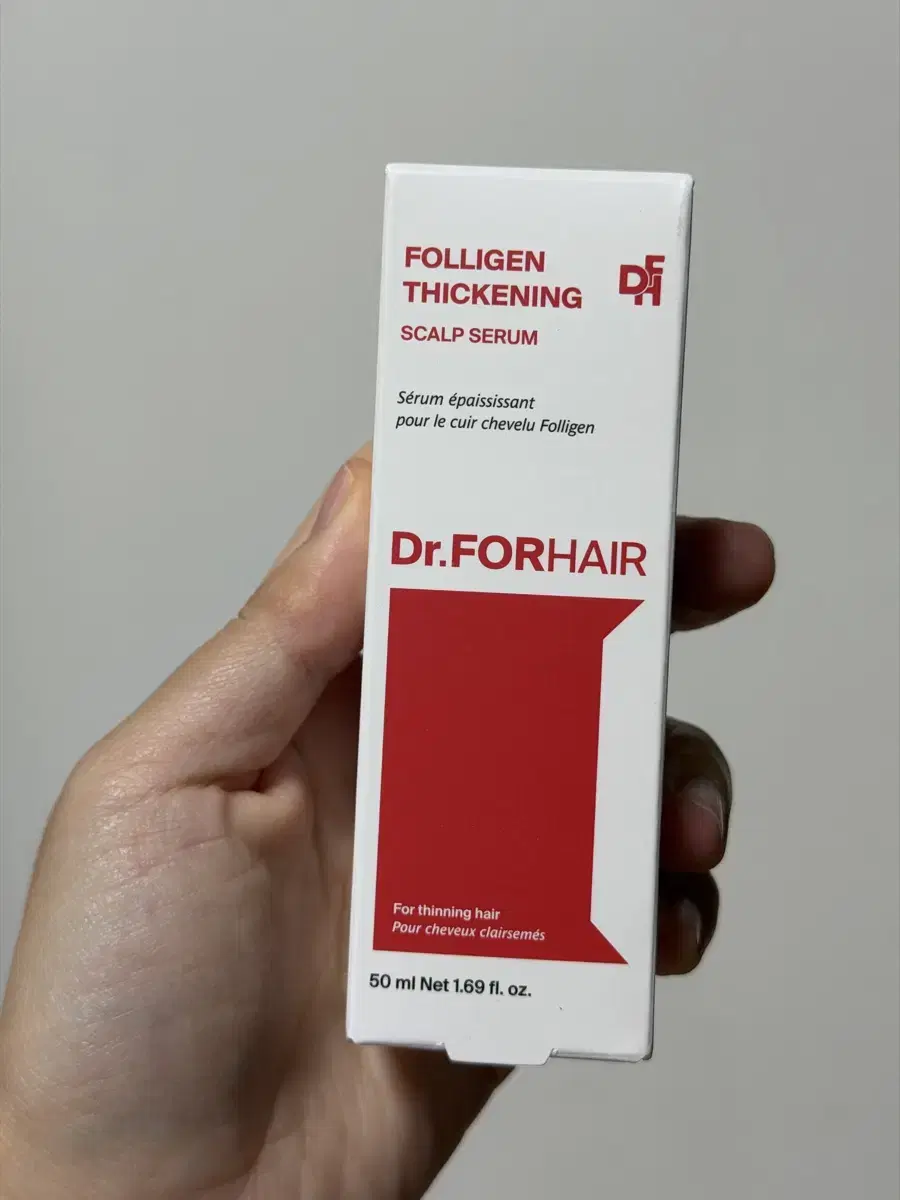 FOLLIGEN
THICKENING
SCALP SERUM
DFH
Sérum épaississant
pour le cuir chevelu Folligen
Dr.FORHAIR
For thinning hair
Pour cheveux clairsemés
50 ml Net 1.69 fl. oz.